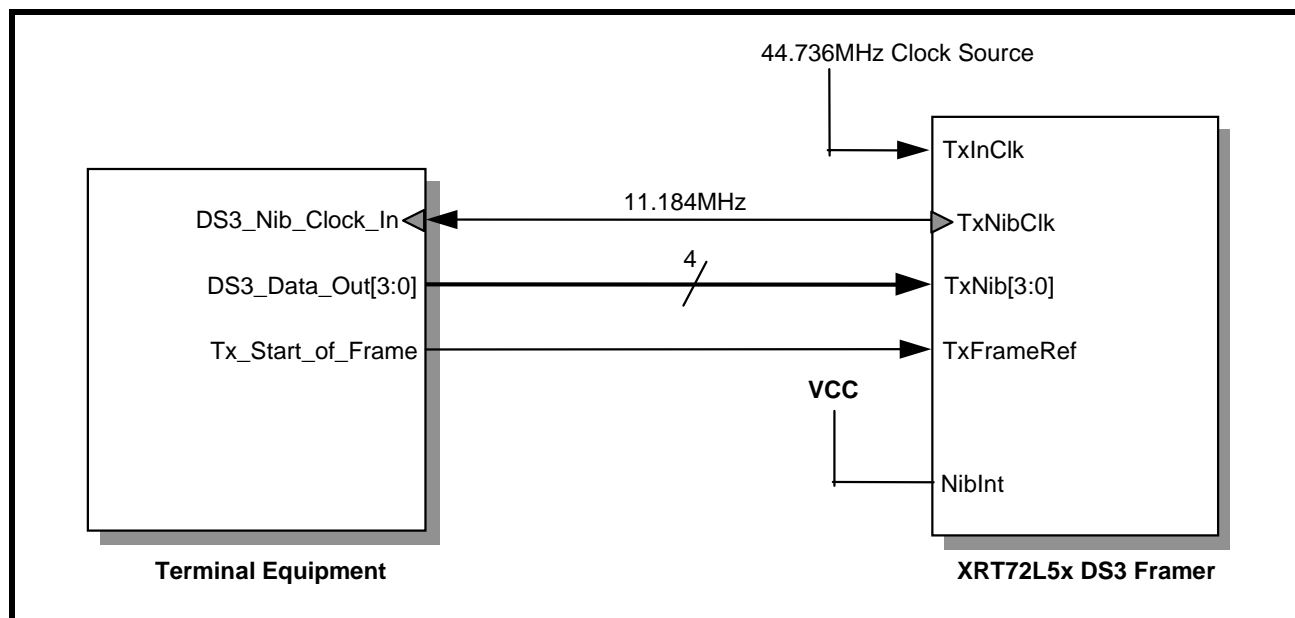 44.736MHz Clock Source
TxInClk
11.184MHz
DS3_Nib_Clock_In
TxNibClk
4
DS3_Data_Out[3:0]
TxNib[3:0]
Tx_Start_of_Frame
TxFrameRef
VCC
NibInt
Terminal Equipment
XRT72L5x DS3 Framer